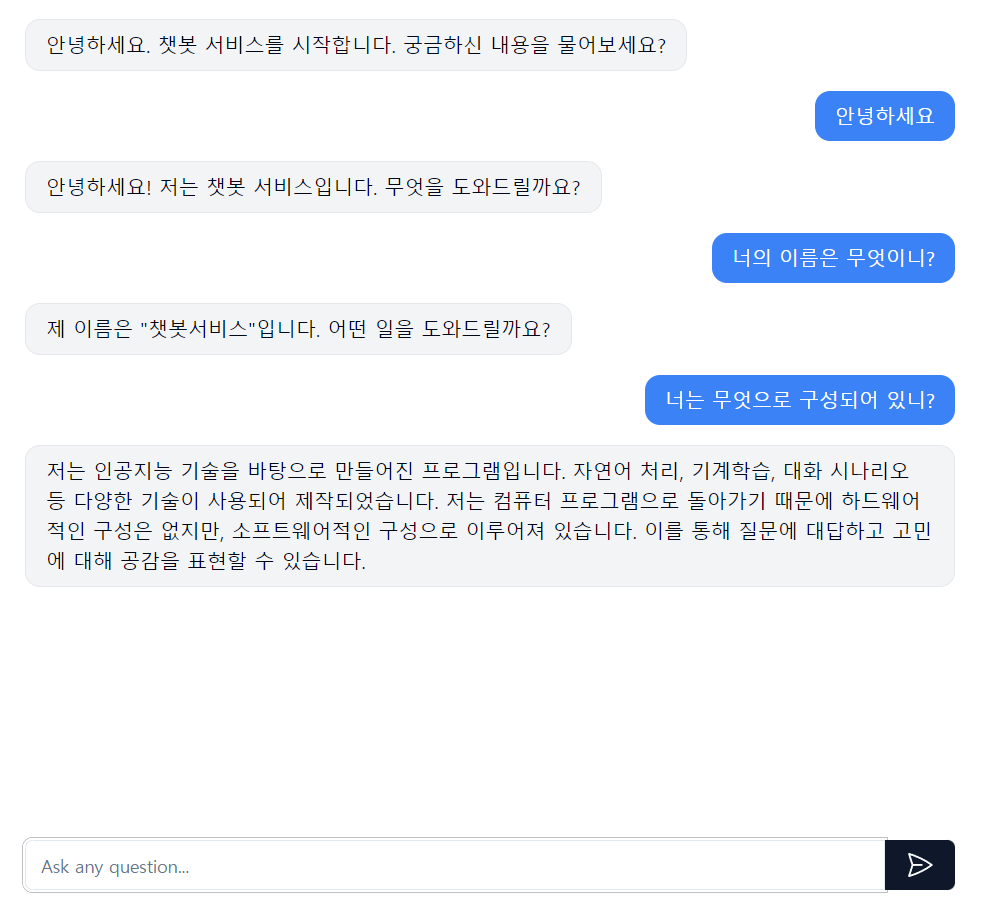 안녕하세요. 챗봇 서비스를 시작합니다. 궁금하신 내용을 물어보세요?
안녕하세요
안녕하세요! 저는 챗봇 서비스입니다. 무엇을 도와드릴까요?
너의 이름은 무엇이니?
제 이름은 "챗봇서비스"입니다. 어떤 일을 도와드릴까요?
너는 무엇으로 구성되어 있니?
저는 인공지능 기술을 바탕으로 만들어진 프로그램입니다. 자연어 처리, 기계학습, 대화 시나리오
등 다양한 기술이 사용되어 제작되었습니다. 저는 컴퓨터 프로그램으로 돌아가기 때문에 하드웨어
적인 구성은 없지만, 소프트웨어적인 구성으로 이루어져 있습니다. 이를 통해 질문에 대답하고 고민
에 대해 공감을 표현할 수 있습니다.
Ask any question...